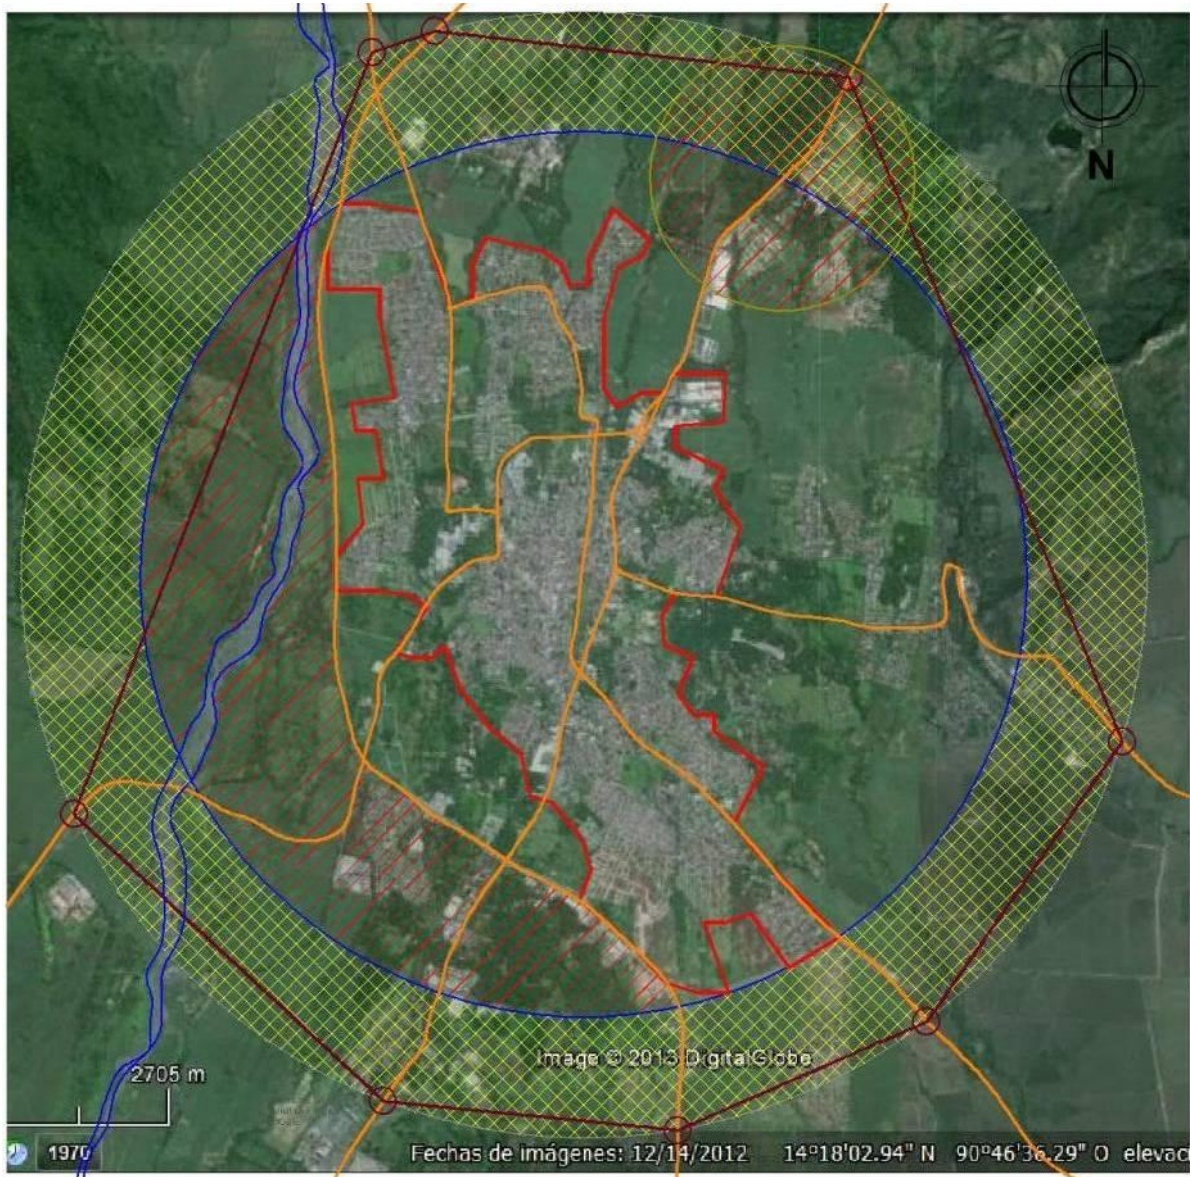 N
Image © 2013 DigitalGlobe
2705 m
1970
Fechas de imágenes: 12/14/2012 14°18'02.94" N 90°46'36.29" O elevaci